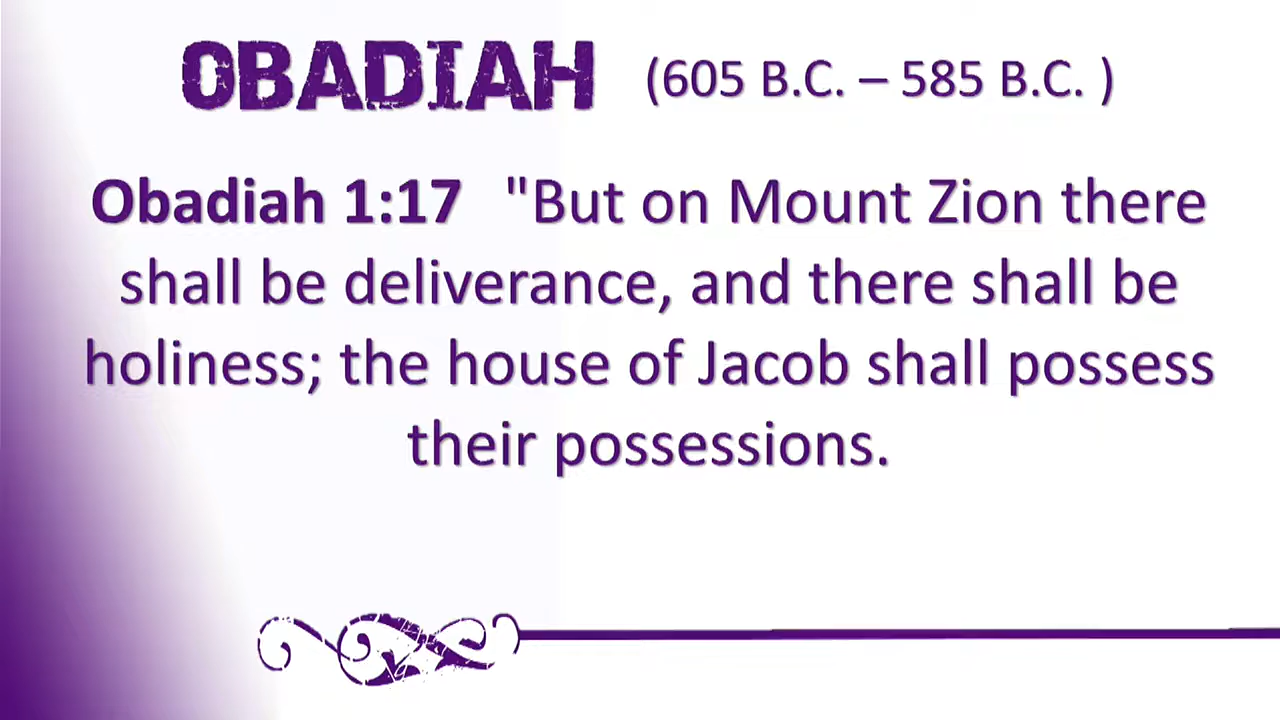 OBADIAH (605 B.C. – 585 B.C. )
Obadiah 1:17 "But on Mount Zion there
shall be deliverance, and there shall be
holiness; the house of Jacob shall possess
their possessions.